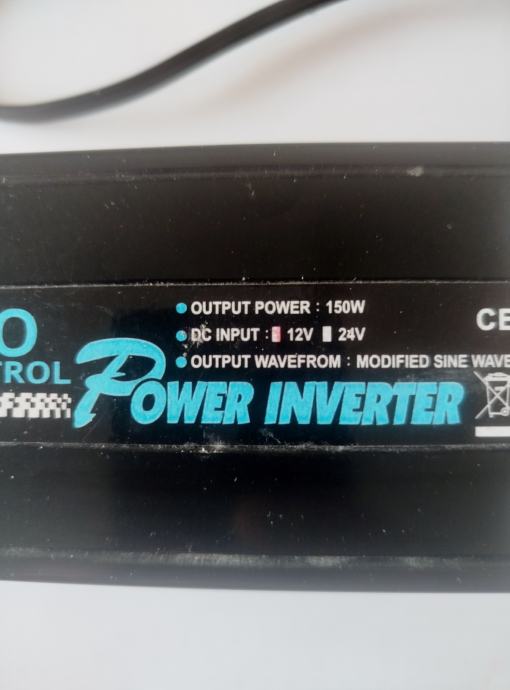 OUTPUT POWER : 150W
DC INPUT : 12V 24V
OUTPUT WAVEFROM : MODIFIED SINE WAVE
CE
O
TROL
POWER INVERTER